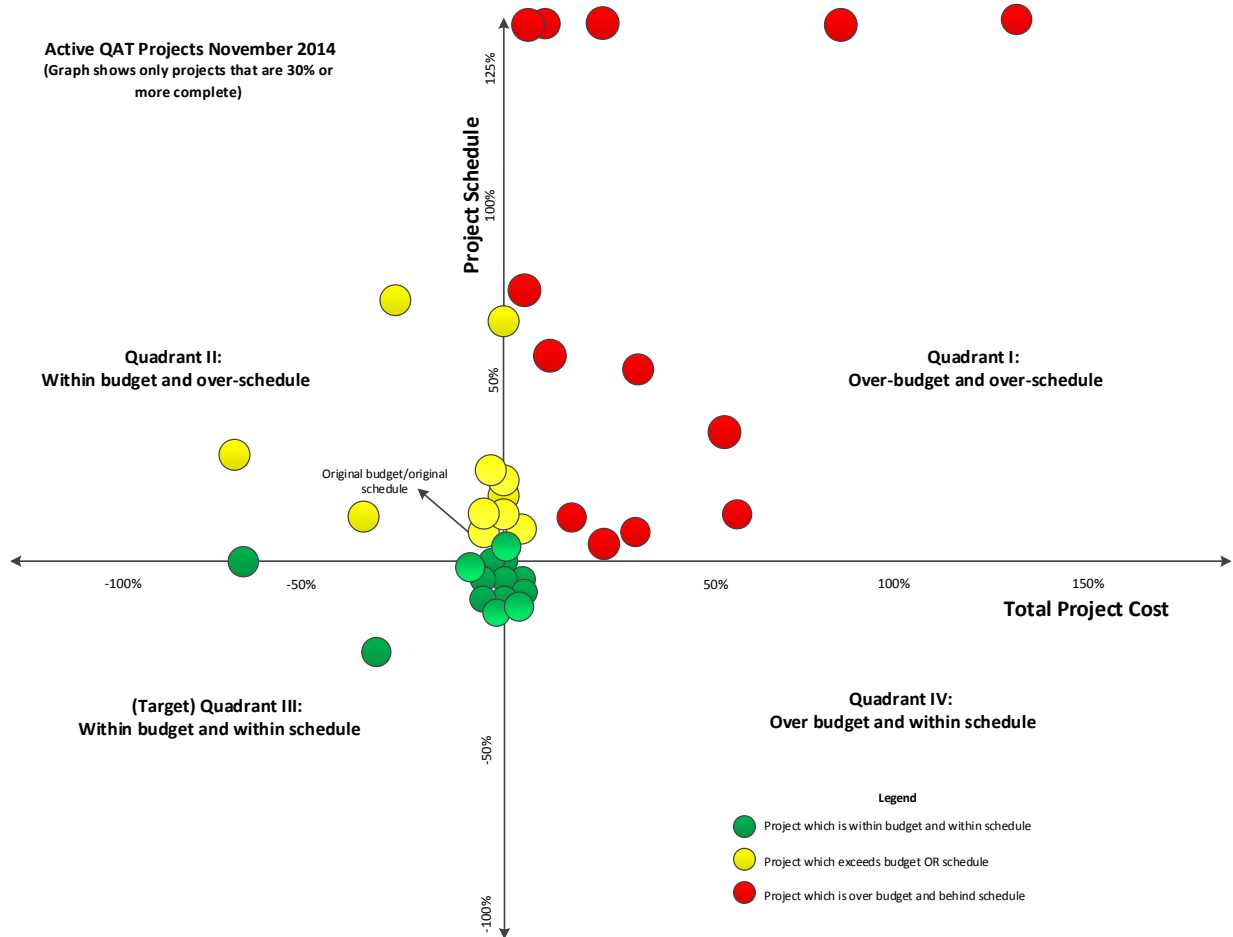 Active QAT Projects November 2014
(Graph shows only projects that are 30% or
more complete)
125%
Project Schedule
100%
Quadrant II:
Within budget and over-schedule
Quadrant I:
Over-budget and over-schedule
50%
Original budget/original
schedule
-100%
-50%
50%
100%
150%
Total Project Cost
(Target) Quadrant III:
Within budget and within schedule
Quadrant IV:
Over budget and within schedule
-50%
Legend
Project which is within budget and within schedule
Project which exceeds budget OR schedule
Project which is over budget and behind schedule
-100%